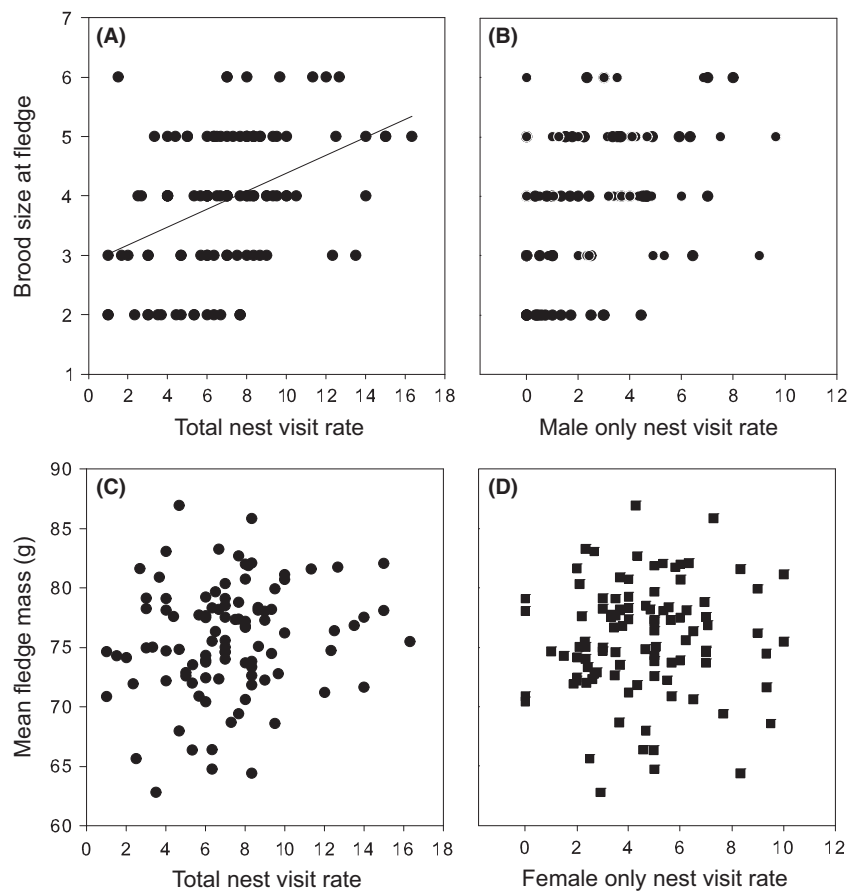 (A)
(B)
7
6
5
4
3
2
1
Brood size at fledge
0 2 4 6 8 10 12 14 16 18
0 2 4 6 8 10 12
Total nest visit rate
Male only nest visit rate
(C)
(D)
90
85
80
75
70
65
60
Mean fledge mass (g)
0 2 4 6 8 10 12 14 16 18
0 2 4 6 8 10 12
Total nest visit rate
Female only nest visit rate